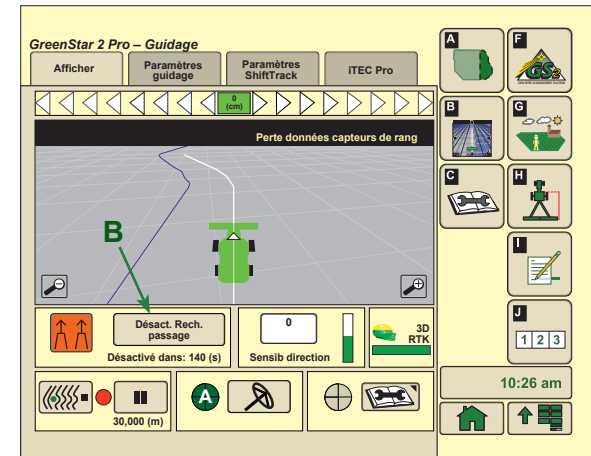 GreenStar 2 Pro – Guidage
Afficher
Paramètres
guidage
Paramètres
ShiftTrack
iTEC Pro
0
(cm)
Perte données capteurs de rang
B
Désact. Rech.
passage
Désactivé dans: 140 (s)
0
Sensib direction
3D
RTK
30,000 (m)
A
A
F
GS2
B
G
C
H
I
J
1 2 3
10:26 am